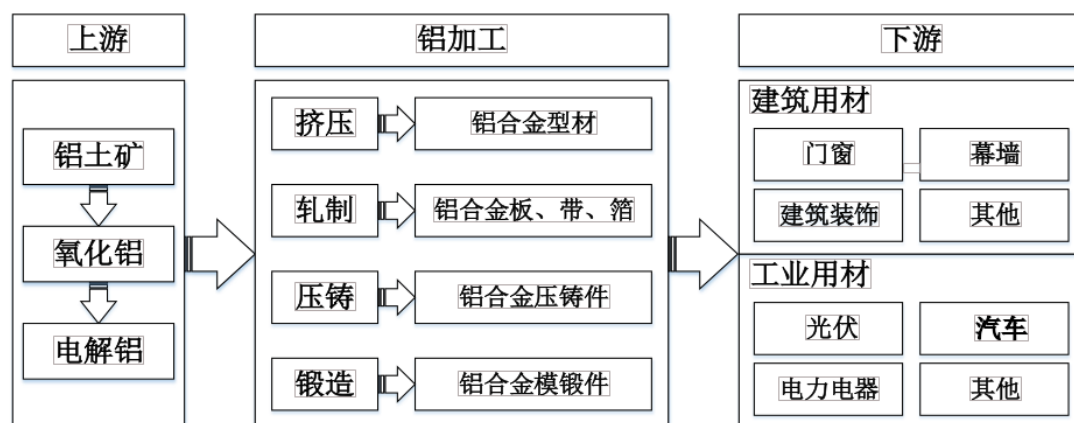 上游
铝加工
下游
铝土矿
氧化铝
电解铝
挤压
铝合金型材
轧制
铝合金板、带、箔
压铸
铝合金压铸件
锻造
铝合金模锻件
建筑用材
门窗
幕墙
建筑装饰
其他
工业用材
光伏
汽车
电力电器
其他